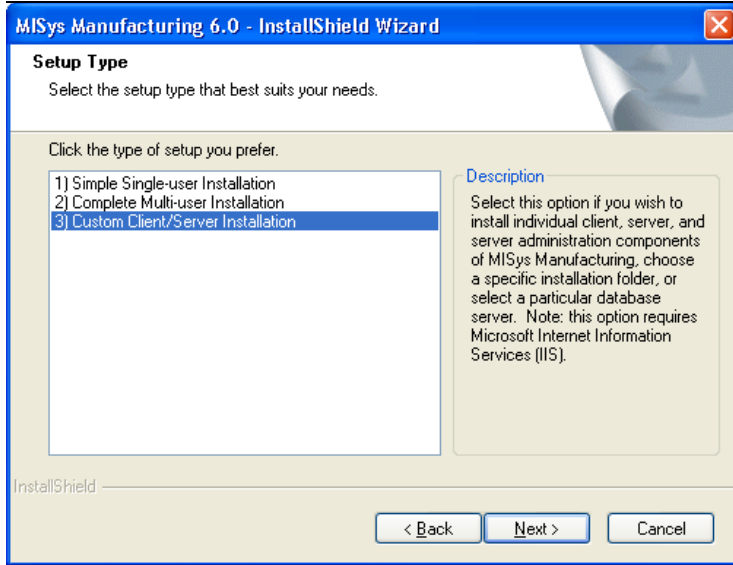 MISys Manufacturing 6.0 - InstallShield Wizard
Setup Type
Select the setup type that best suits your needs.
Click the type of setup you prefer.
1) Simple Single-user Installation
2) Complete Multi-user Installation
3) Custom Client/Server Installation
Description
Select this option if you wish to
install individual client, server, and
server administration components
of MISys Manufacturing, choose
a specific installation folder, or
select a particular database
server. Note: this option requires
Microsoft Internet Information
Services (IIS).
InstallShield
< Back
Next >
Cancel